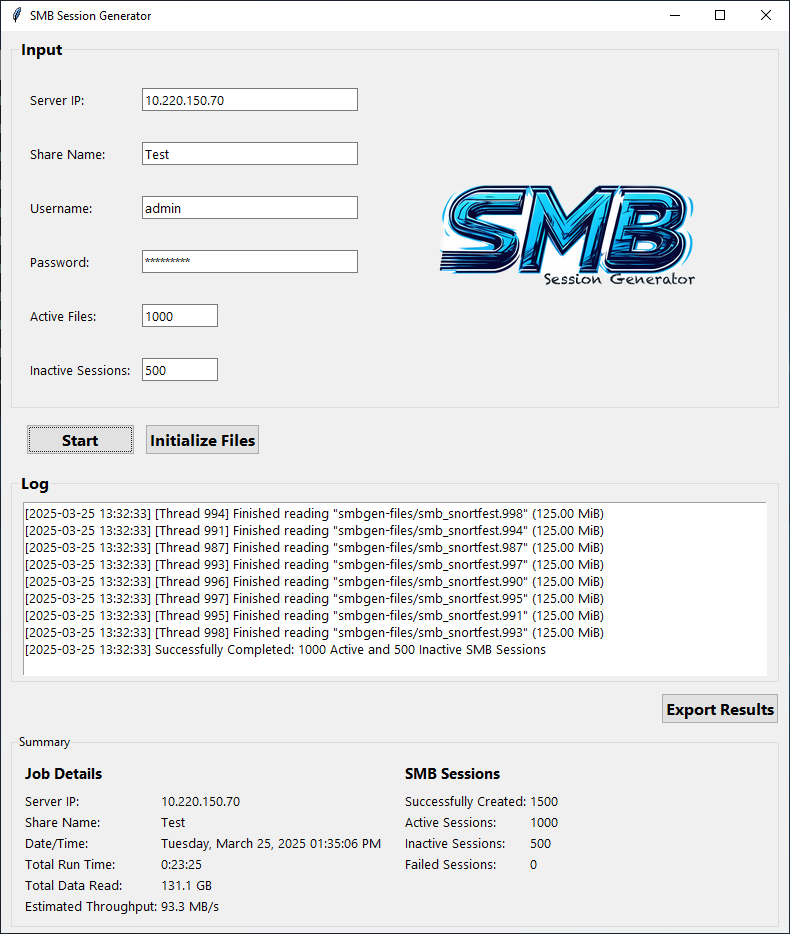 SMB Session Generator
Input
Server IP: 10.220.150.70
Share Name: Test
Username: admin
Password: *********
Active Files: 1000
Inactive Sessions: 500
SMB
Session Generator
Start Initialize Files
Log
[2025-03-25 13:32:33] [Thread 994] Finished reading "smbgen-files/smb_snortfest.998" (125.00 MiB)
[2025-03-25 13:32:33] [Thread 991] Finished reading "smbgen-files/smb_snortfest.994" (125.00 MiB)
[2025-03-25 13:32:33] [Thread 987] Finished reading "smbgen-files/smb_snortfest.987" (125.00 MiB)
[2025-03-25 13:32:33] [Thread 993] Finished reading "smbgen-files/smb_snortfest.997" (125.00 MiB)
[2025-03-25 13:32:33] [Thread 996] Finished reading "smbgen-files/smb_snortfest.990" (125.00 MiB)
[2025-03-25 13:32:33] [Thread 997] Finished reading "smbgen-files/smb_snortfest.995" (125.00 MiB)
[2025-03-25 13:32:33] [Thread 995] Finished reading "smbgen-files/smb_snortfest.991" (125.00 MiB)
[2025-03-25 13:32:33] [Thread 998] Finished reading "smbgen-files/smb_snortfest.993" (125.00 MiB)
[2025-03-25 13:32:33] Successfully Completed: 1000 Active and 500 Inactive SMB Sessions
Export Results
Summary
Job Details
Server IP: 10.220.150.70
Share Name: Test
Date/Time: Tuesday, March 25, 2025 01:35:06 PM
Total Run Time: 0:23:25
Total Data Read: 131.1 GB
Estimated Throughput: 93.3 MB/s
SMB Sessions
Successfully Created: 1500
Active Sessions: 1000
Inactive Sessions: 500
Failed Sessions: 0